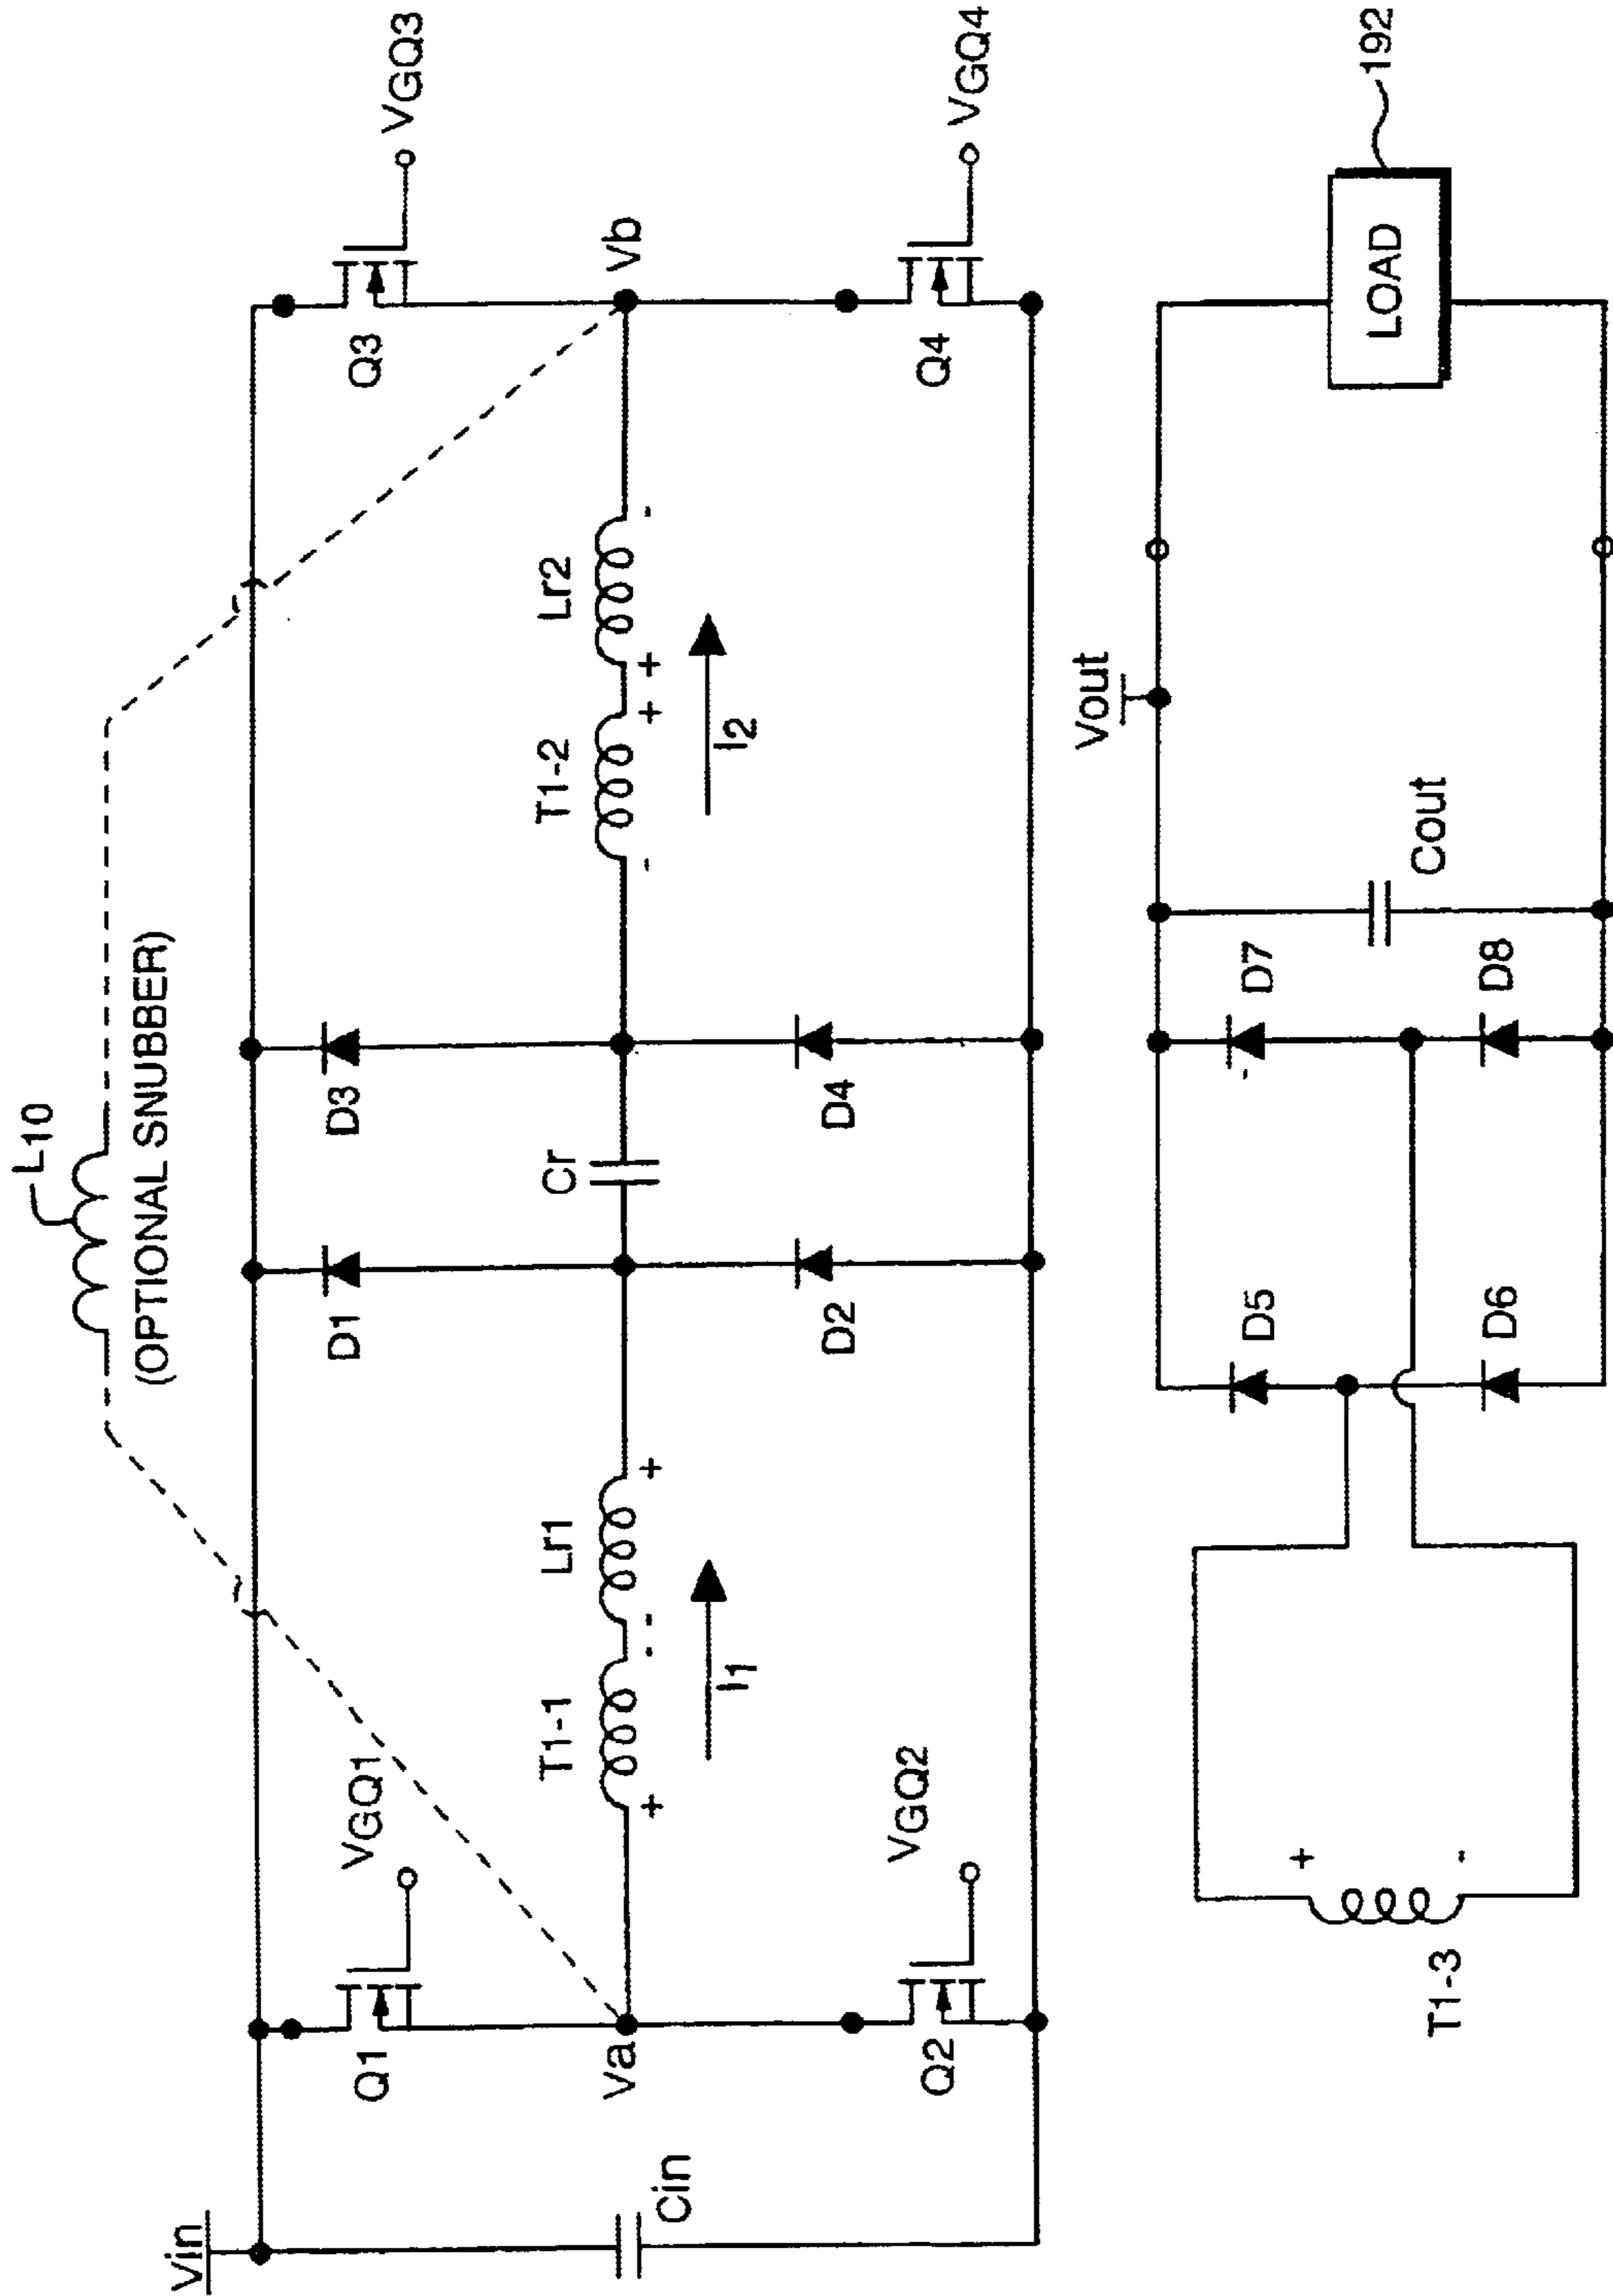 L10
(OPTIONAL SNUBBER)
Vin
Cin
Q1
VGQ1
Va
Q2
VGQ2
T1-1
Lr1
+ - - +
I1
D1
D2
Cr
D3
D4
T1-2
Lr2
- + + -
I2
Q3
VGQ3
Vb
Q4
VGQ4
T1-3
+
-
D5
D6
D7
D8
Cout
Vout
LOAD
192